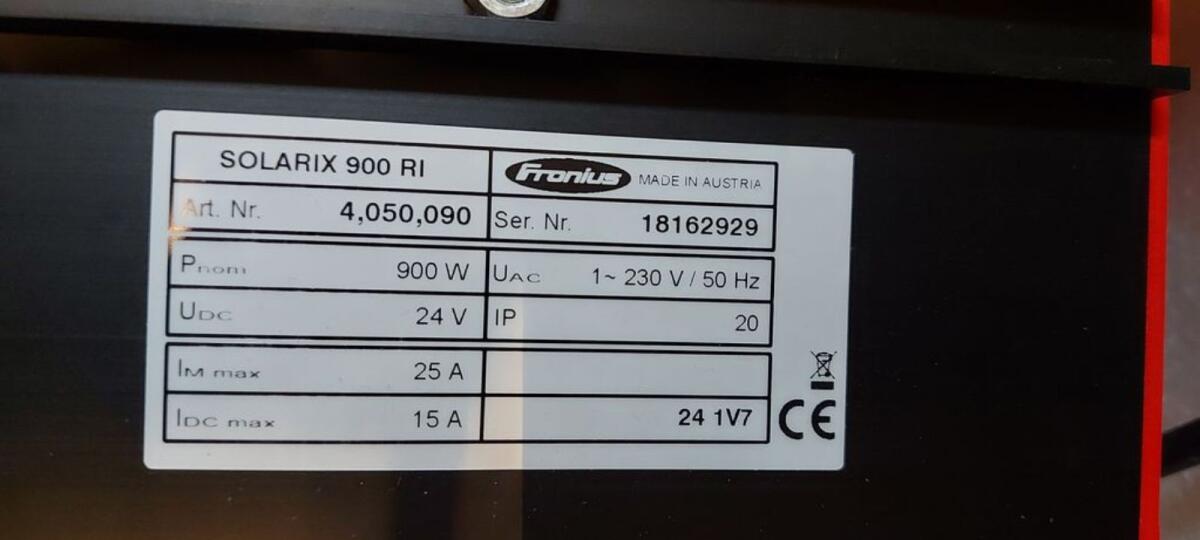 SOLARIX 900 RI
Fronius MADE IN AUSTRIA
Art. Nr. 4,050,090
Ser. Nr. 18162929
Pnom 900 W
UAC 1~ 230 V / 50 Hz
UDC 24 V
IP 20
IM max 25 A
IDC max 15 A
24 1V7
CE